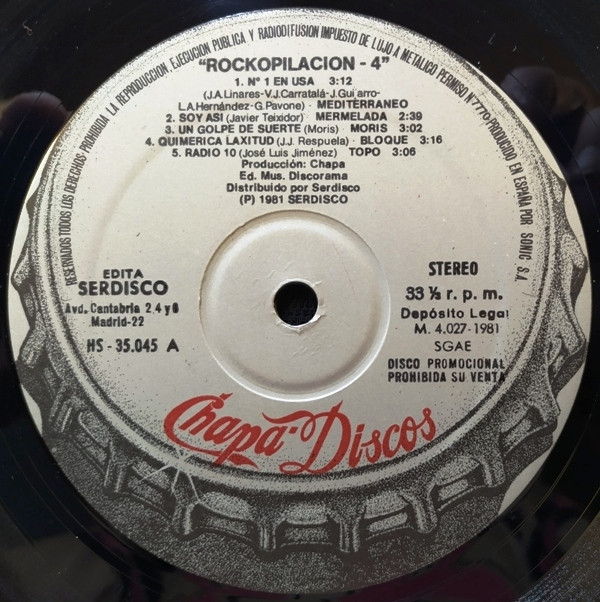 RESERVADOS TODOS LOS DERECHOS PROHIBIDA LA REPRODUCCION, EJECUCION PUBLICA Y RADIODIFUSION IMPUESTO DE LUJO A METALICO PERMISO Nº 770·PRODUCIDO EN ESPAÑA POR SONIC S.A.
"ROCKOPILACION - 4"
1. Nº 1 EN USA 3:12
(J.A.Linares-V.J.Carratalá-J.Gui arro-
L.A.Hernández-G.Pavone) · MEDITERRANEO
2. SOY ASI (Javier Teixidor) · MERMELADA 2:39
3. UN GOLPE DE SUERTE (Moris) · MORIS 3:02
4. QUIMERICA LAXITUD (J.J. Respuela) · BLOQUE 3:16
5. RADIO 10 (José Luis Jiménez) TOPO 3:06
Producción: Chapa
Ed. Mus. Discorama
Distribuido por Serdisco
(P) 1981 SERDISCO
EDITA
SERDISCO
Avd. Cantabria 2,4 y 6
Madrid-22
HS - 35.045 A
STEREO
33 ⅓ r. p. m.
Depósito Legal
M. 4.027-1981
SGAE
DISCO PROMOCIONAL
PROHIBIDA SU VENTA
Chapa·Discos